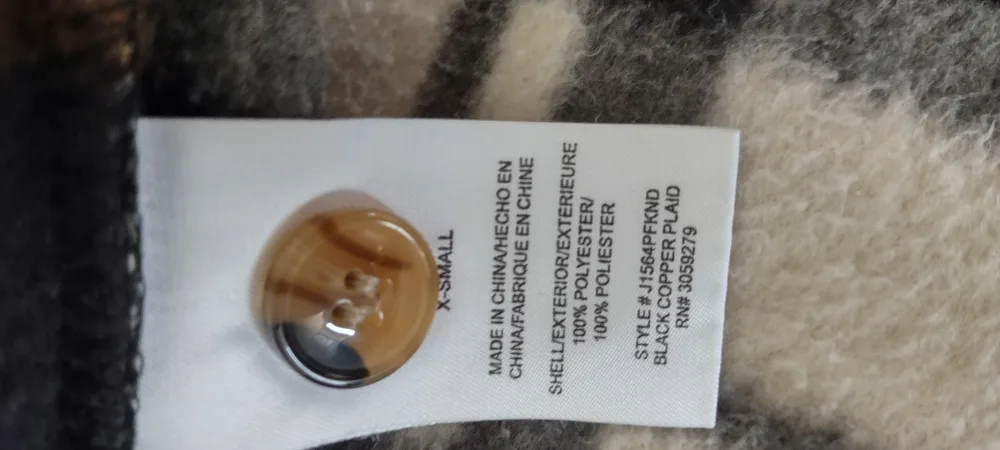 X-SMALL
MADE IN CHINA/HECHO EN
CHINA/FABRIQUE EN CHINE
SHELL/EXTERIOR/EXTERIEURE
100% POLYESTER/
100% POLIESTER
STYLE # J1564PFKND
BLACK COPPER PLAID
RN# 3059279